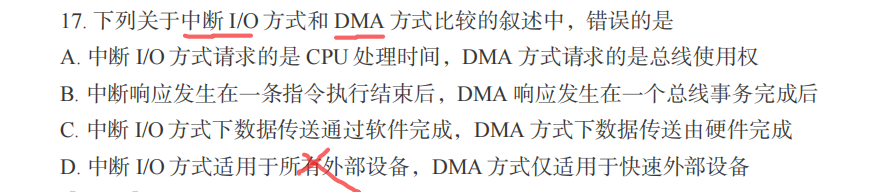 17. 下列关于中断 I/O 方式和 DMA 方式比较的叙述中，错误的是
A. 中断 I/O 方式请求的是 CPU 处理时间，DMA 方式请求的是总线使用权
B. 中断响应发生在一条指令执行结束后，DMA 响应发生在一个总线事务完成后
C. 中断 I/O 方式下数据传送通过软件完成，DMA 方式下数据传送由硬件完成
D. 中断 I/O 方式适用于所有外部设备，DMA 方式仅适用于快速外部设备